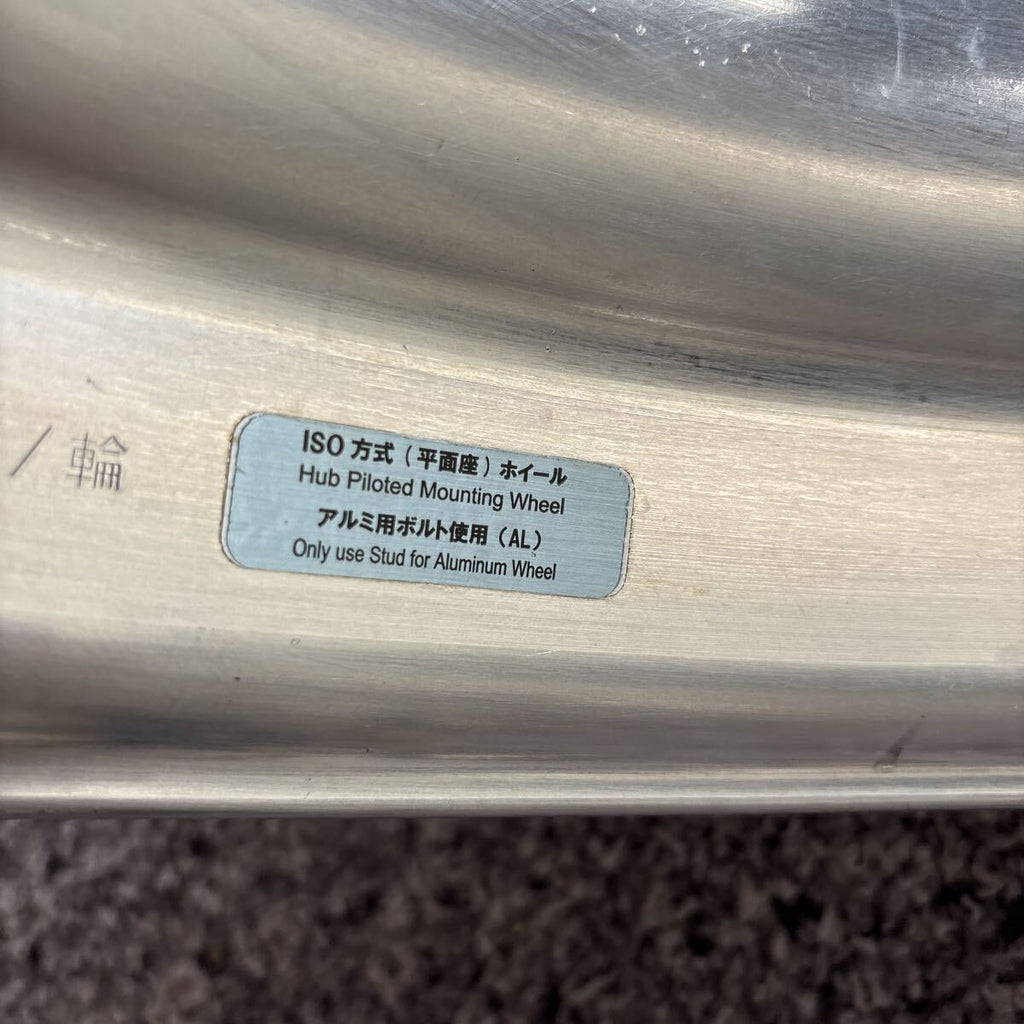 / 輪
ISO 方式 ( 平面座 ) ホイール
Hub Piloted Mounting Wheel
アルミ用ボルト使用 (AL)
Only use Stud for Aluminum Wheel